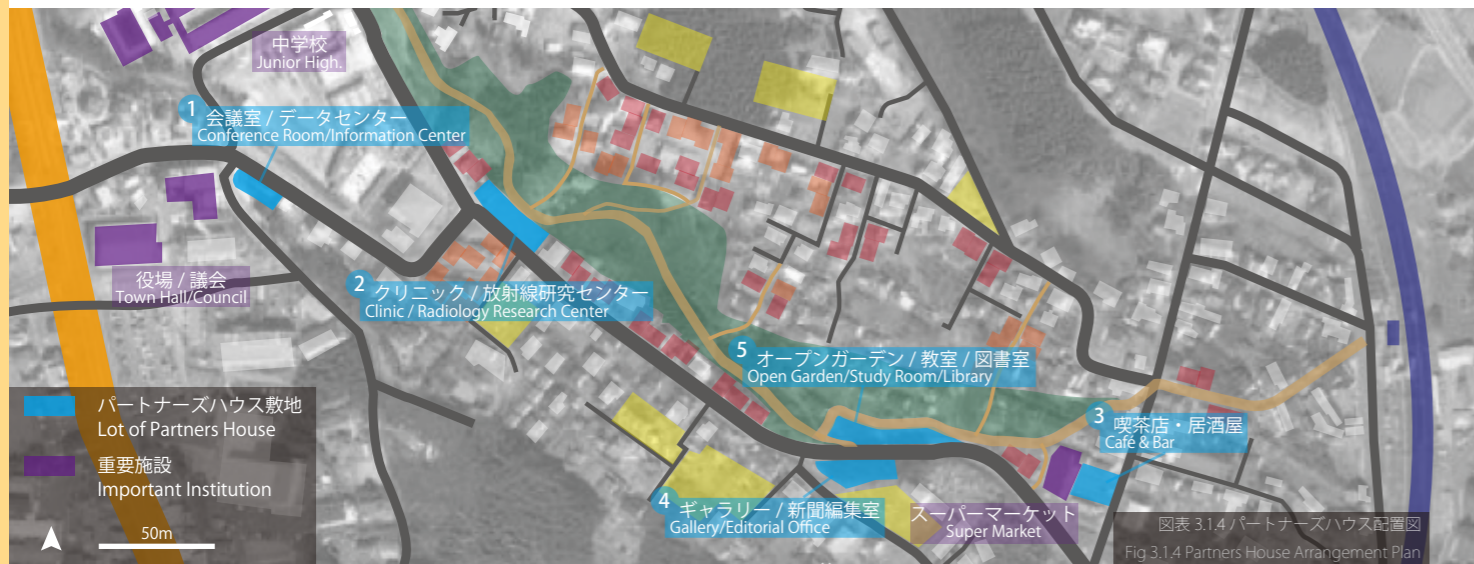 中学校
Junior High.
1 会議室 / データセンター
Conference Room/Information Center
役場 / 議会
Town Hall/Council
2 クリニック / 放射線研究センター
Clinic / Radiology Research Center
5 オープンガーデン / 教室 / 図書室
Open Garden/Study Room/Library
3 喫茶店・居酒屋
Café & Bar
4 ギャラリー / 新聞編集室
Gallery/Editorial Office
スーパーマーケット
Super Market
パートナーズハウス敷地
Lot of Partners House
重要施設
Important Institution
50m
図表 3.1.4 パートナーズハウス配置図
Fig 3.1.4 Partners House Arrangement Plan